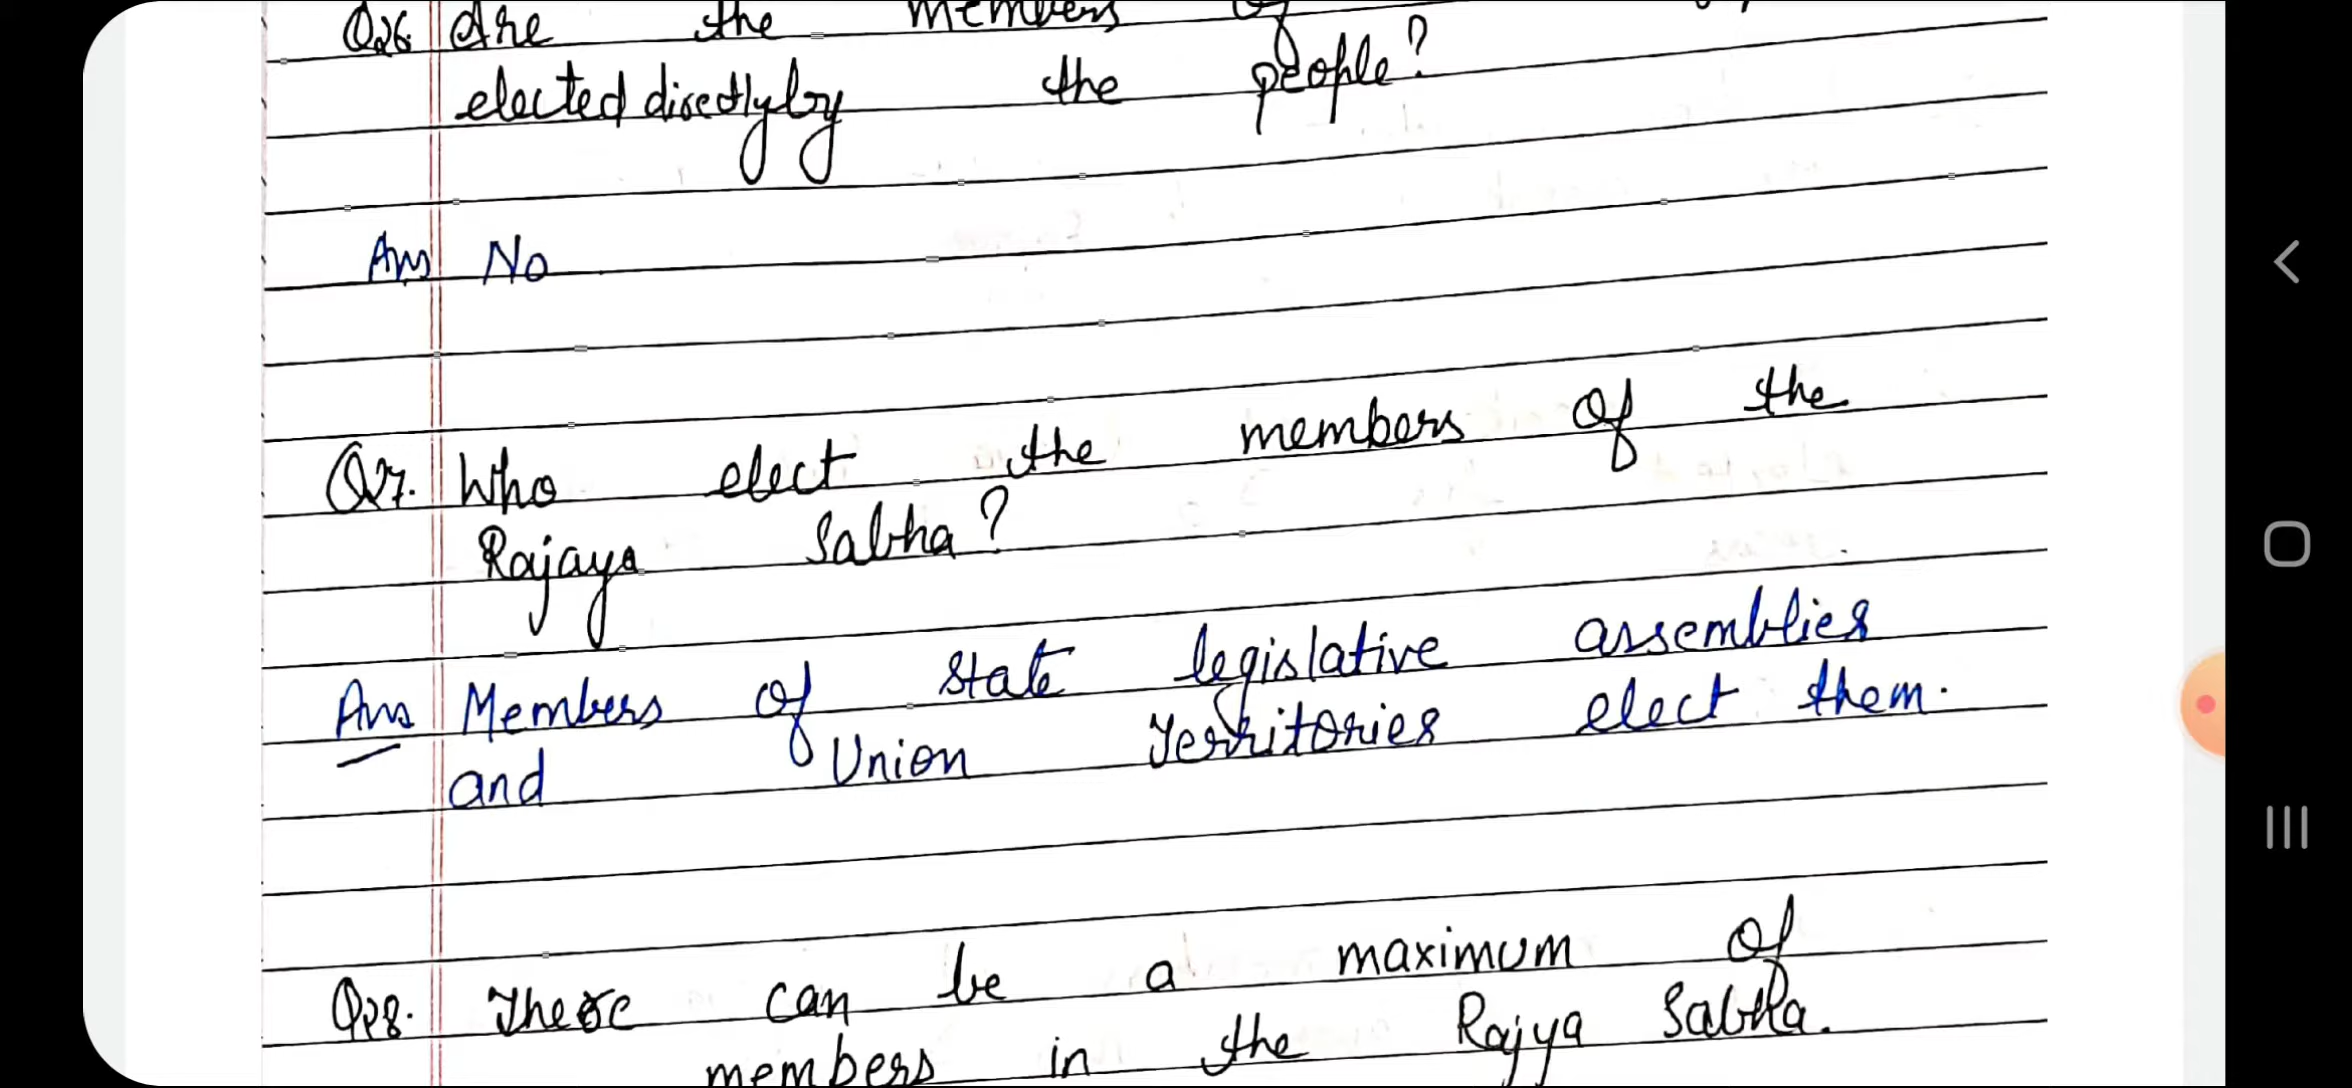 Q26. Are the members of
elected directly by the people?
Ans No
Q27. Who elect the members of the
Rajaya Sabha?
Ans Members of state legislative assemblies
and Union Territories elect them.
Q28. There can be a maximum of
members in the Rajya Sabha.